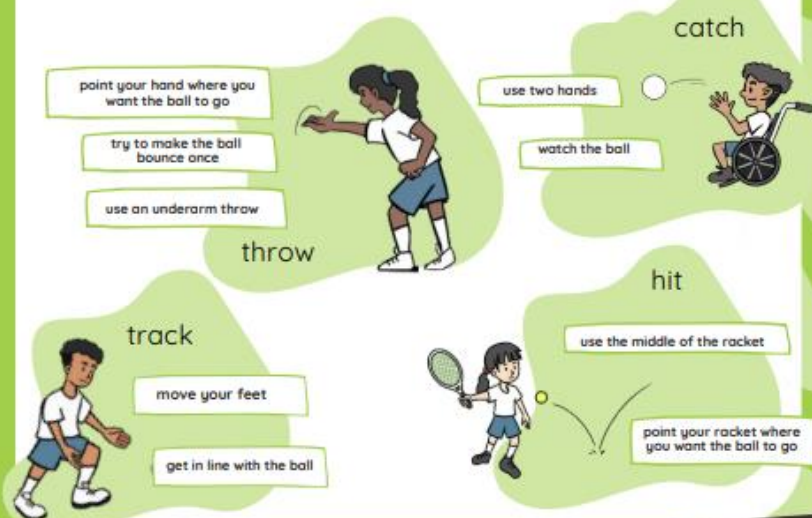 point your hand where you
want the ball to go
try to make the ball
bounce once
use an underarm throw
throw
catch
use two hands
watch the ball
track
move your feet
get in line with the ball
hit
use the middle of the racket
point your racket where
you want the ball to go